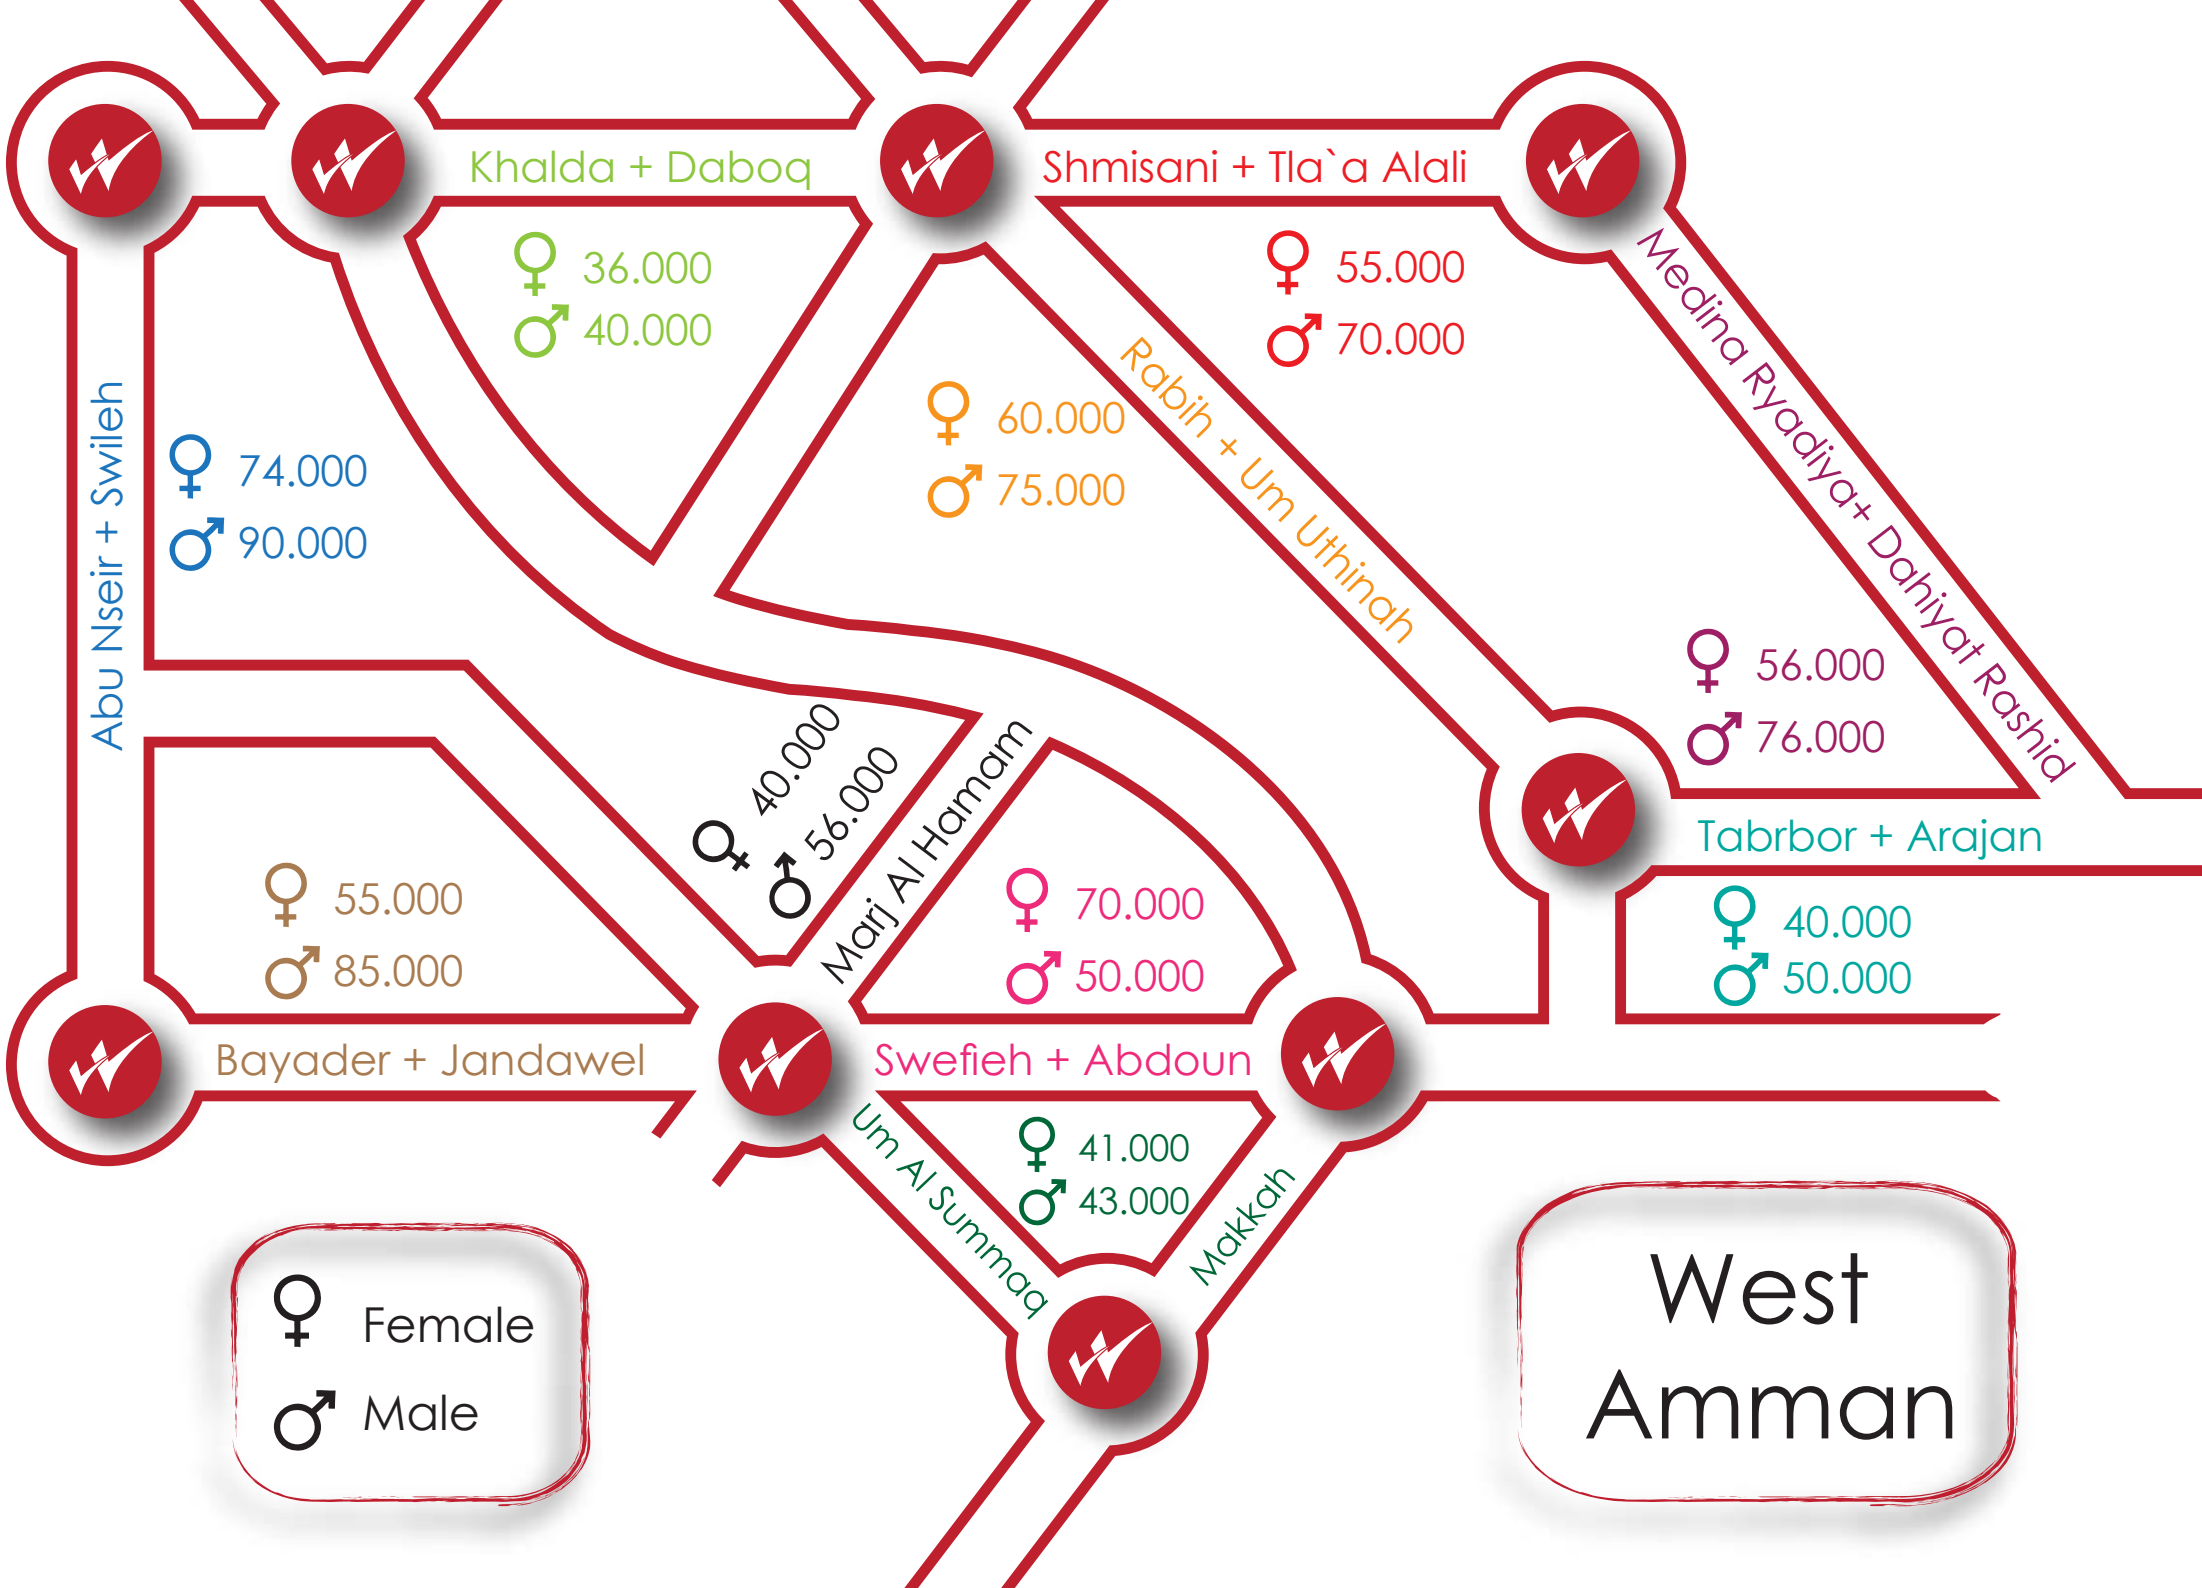 Khalda + Daboq
36.000
40.000
Shmisani + Tla`a Alali
55.000
70.000
Medina Ryadiya+ Dahiyat Rashid
56.000
76.000
Rabih + Um Uthinah
60.000
75.000
Abu Nseir + Swileh
74.000
90.000
Marj Al Hamam
40.000
56.000
Tabrbor + Arajan
40.000
50.000
55.000
85.000
Bayader + Jandawel
70.000
50.000
Swefieh + Abdoun
Um Al Summaq
41.000
43.000
Makkah
Female
Male
West
Amman